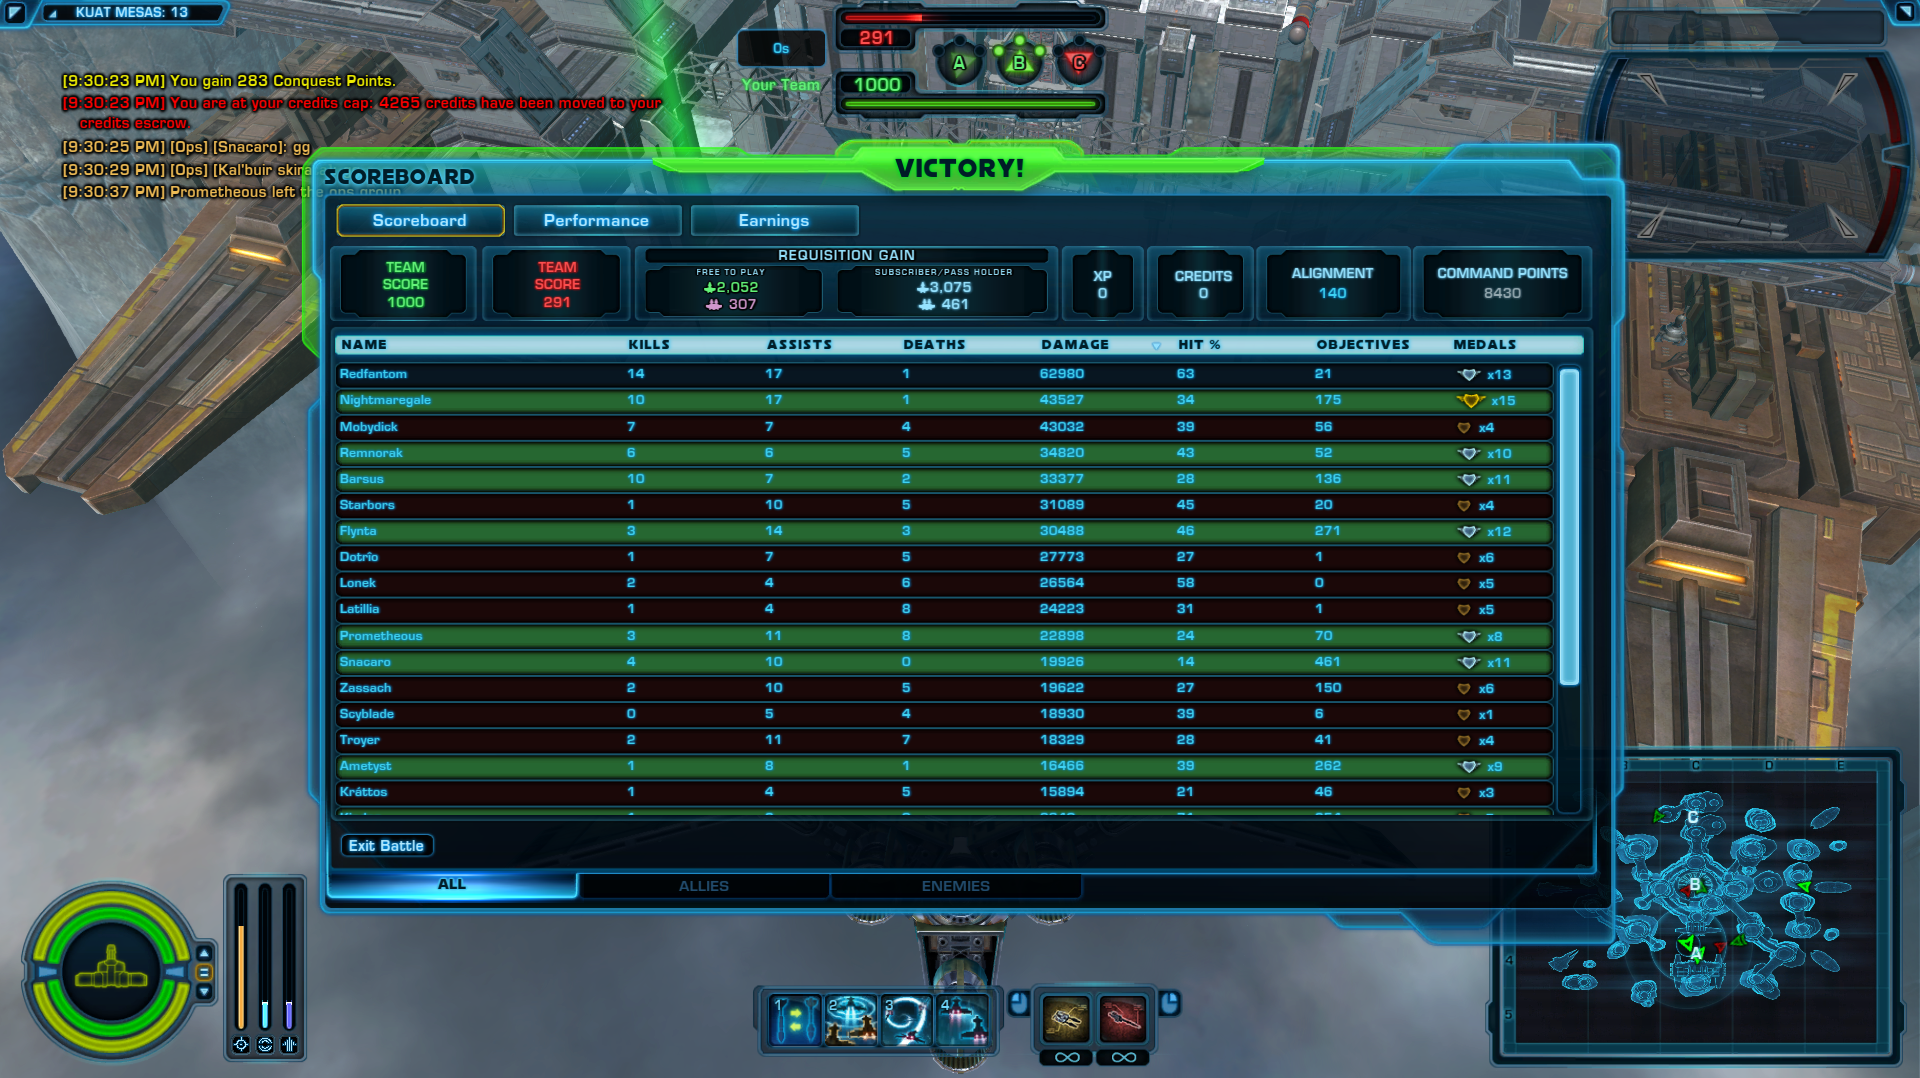 KUAT MESAS: 13
[9:30:23 PM] You gain 283 Conquest Points.
[9:30:23 PM] You are at your credits cap: 4265 credits have been moved to your
credits escrow.
[9:30:25 PM] [Ops] [Snacaro]: gg
[9:30:29 PM] [Ops] [Kal'buir skira
[9:30:37 PM] Prometheous left the ops group.
0s
291
A B C
Your Team
1000
VICTORY!
SCOREBOARD
Scoreboard Performance Earnings
TEAM SCORE 1000
TEAM SCORE 291
REQUISITION GAIN
FREE TO PLAY
2,052
307
SUBSCRIBER/PASS HOLDER
3,075
461
XP 0
CREDITS 0
ALIGNMENT 140
COMMAND POINTS 8430
NAME KILLS ASSISTS DEATHS DAMAGE HIT % OBJECTIVES MEDALS
Redfantom 14 17 1 62980 63 21 x13
Nightmaregale 10 17 1 43527 34 175 x15
Mobydick 7 7 4 43032 39 56 x4
Remnorak 6 6 5 34820 43 52 x10
Barsus 10 7 2 33377 28 136 x11
Starbors 1 10 5 31089 45 20 x4
Flynta 3 14 3 30488 46 271 x12
Dotrîo 1 7 5 27773 27 1 x6
Lonek 2 4 6 26564 58 0 x5
Latillia 1 4 8 24223 31 1 x5
Prometheous 3 11 8 22898 24 70 x8
Snacaro 4 10 0 19926 14 461 x11
Zassach 2 10 5 19622 27 150 x6
Scyblade 0 5 4 18930 39 6 x1
Troyer 2 11 7 18329 28 41 x4
Ametyst 1 8 1 16466 39 262 x9
Kráttos 1 4 5 15894 21 46 x3
Exit Battle
ALL ALLIES ENEMIES
C D E
C
B
A
4
5
1 2 3 4
∞ ∞